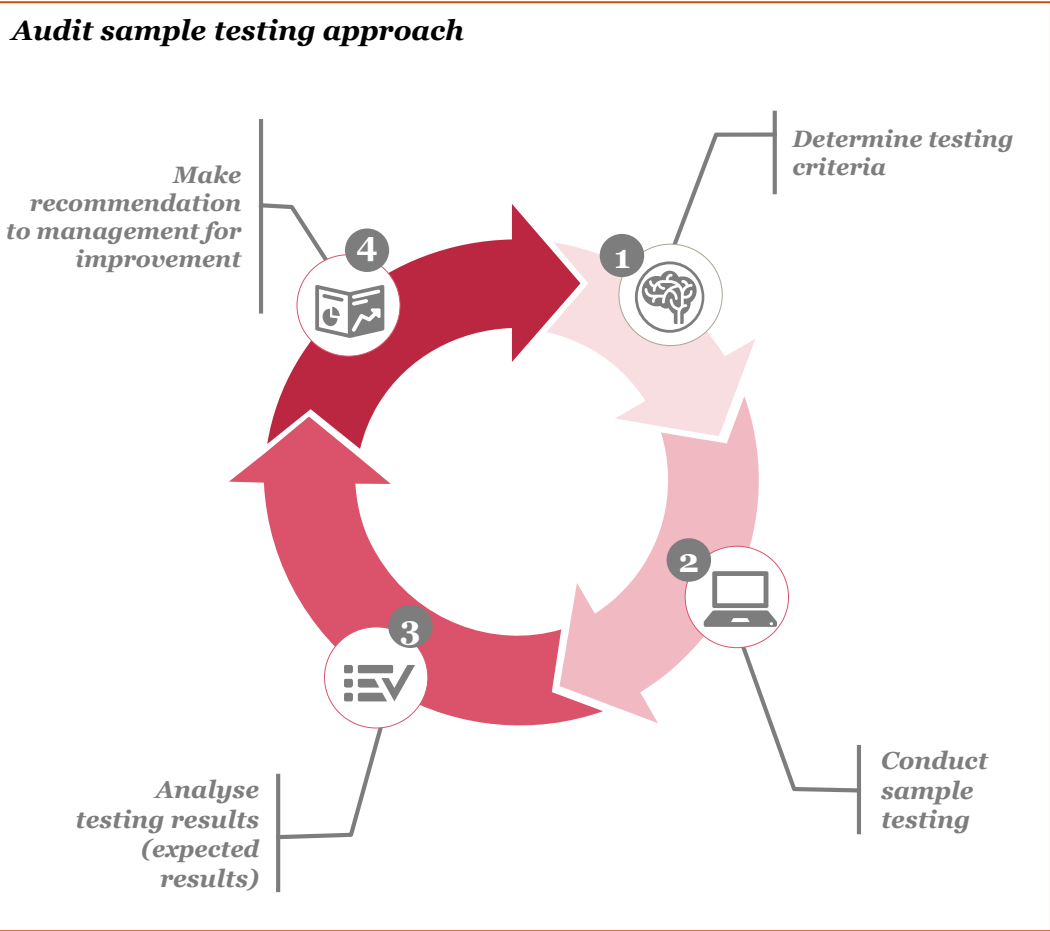 Audit sample testing approach
1
Determine testing
criteria
2
Conduct
sample
testing
3
Analyse
testing results
(expected
results)
4
Make
recommendation
to management for
improvement